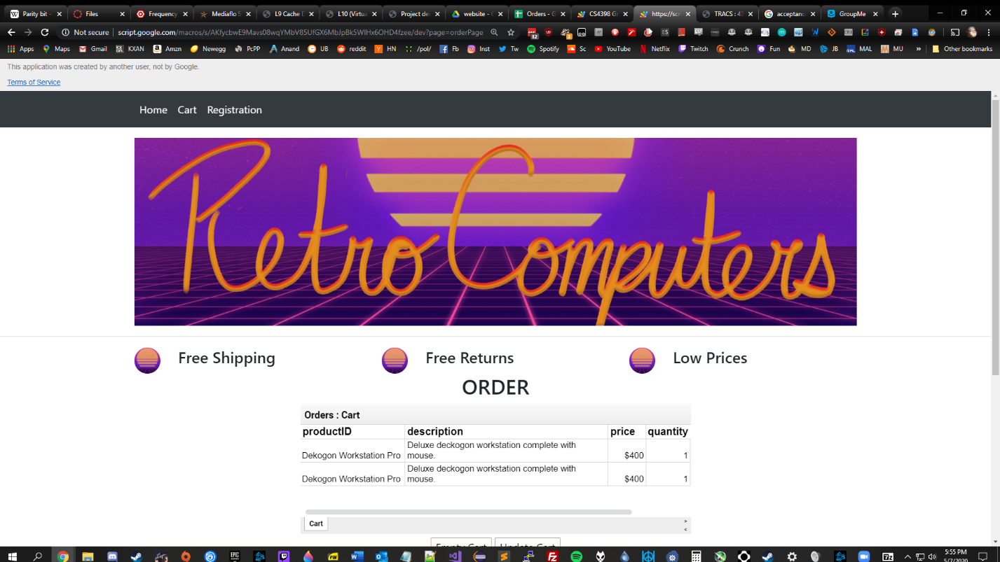 Parity bit -
Files
Frequency
Mediaflo S
L9 Cache D
L10 (Virtua
Project des
website - G
Orders - G
CS4398 Gr
https://scr
TRACS : 43
acceptance
GroupMe
Not secure
script.google.com/macros/s/AKfycbwE9Mavs08wqYMbV85UfGX6MbJpBk5WIHx6OHD4fzee/dev?page=orderPage
12
3
Apps
Maps
Gmail
KXAN
Amzn
Newegg
PcPP
Anand
UB
reddit
HN
/pol/
Fb
Inst
Tw
Spotify
Sc
YouTube
Netflix
Twitch
Crunch
Fun
MD
JB
MAL
MU
»
Other bookmarks
This application was created by another user, not by Google.
Terms of Service
Home Cart Registration
Retro Computers
Free Shipping
Free Returns
Low Prices
ORDER
Orders : Cart
productID description price quantity
Deluxe deckogon workstation complete with
Dekogon Workstation Pro mouse. $400 1
Deluxe deckogon workstation complete with
Dekogon Workstation Pro mouse. $400 1
Cart
Empty Cart Update Cart
5:55 PM
5/7/2020